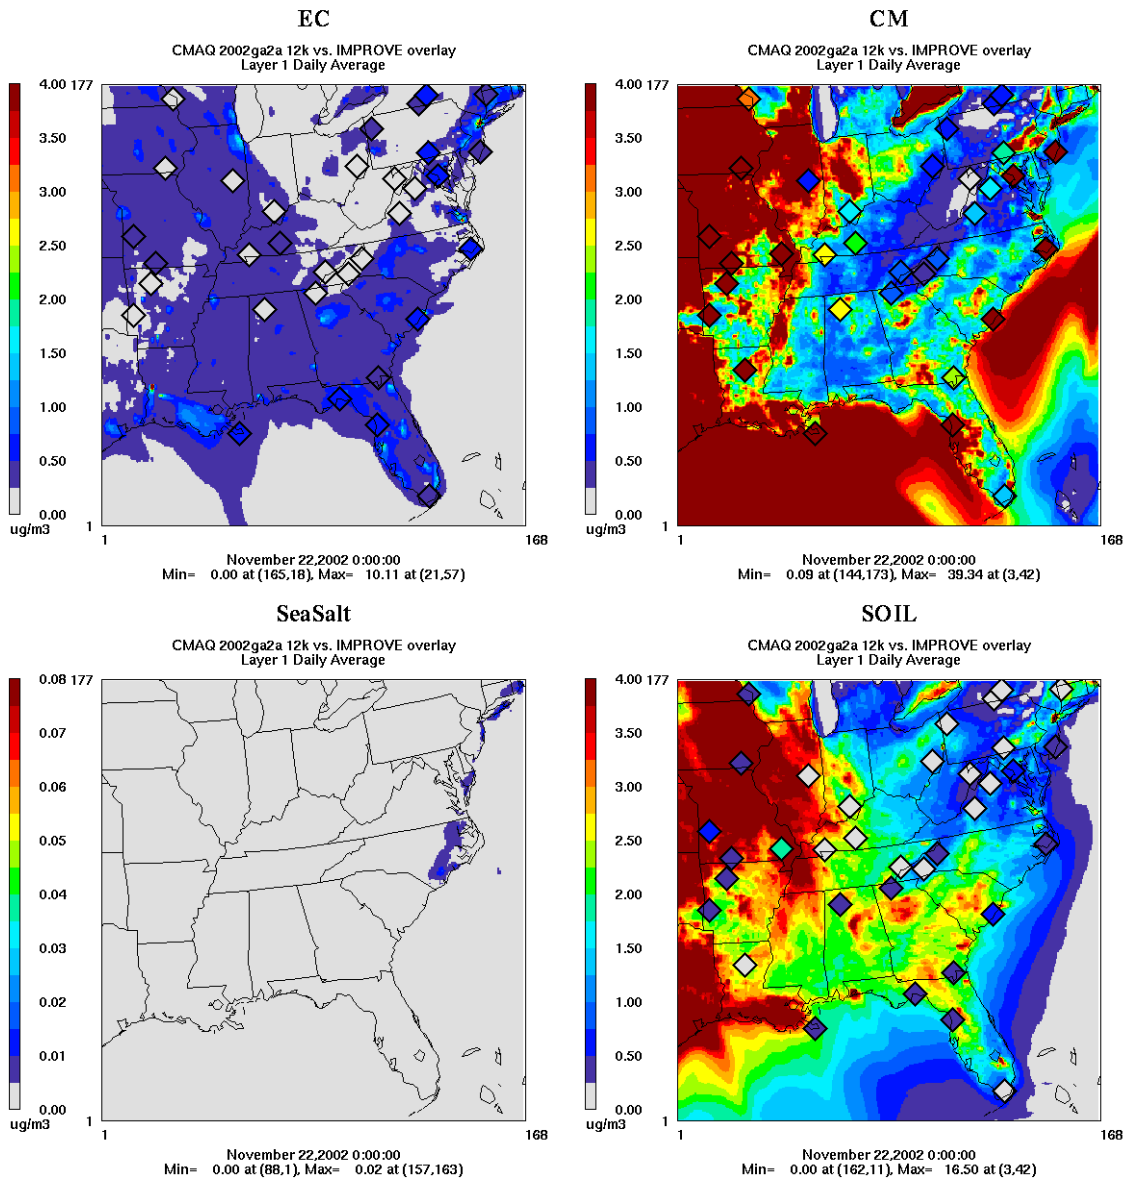 EC
CMAQ 2002ga2a 12k vs. IMPROVE overlay
Layer 1 Daily Average
4.00
3.50
3.00
2.50
2.00
1.50
1.00
0.50
0.00
ug/m3
177
1
1
168
November 22,2002 0:00:00
Min= 0.00 at (165,18), Max= 10.11 at (21,57)
CM
CMAQ 2002ga2a 12k vs. IMPROVE overlay
Layer 1 Daily Average
4.00
3.50
3.00
2.50
2.00
1.50
1.00
0.50
0.00
ug/m3
177
1
1
168
November 22,2002 0:00:00
Min= 0.09 at (144,173), Max= 39.34 at (3,42)
SeaSalt
CMAQ 2002ga2a 12k vs. IMPROVE overlay
Layer 1 Daily Average
0.08
0.07
0.06
0.05
0.04
0.03
0.02
0.01
0.00
ug/m3
177
1
1
168
November 22,2002 0:00:00
Min= 0.00 at (88,1), Max= 0.02 at (157,163)
SOIL
CMAQ 2002ga2a 12k vs. IMPROVE overlay
Layer 1 Daily Average
4.00
3.50
3.00
2.50
2.00
1.50
1.00
0.50
0.00
ug/m3
177
1
1
168
November 22,2002 0:00:00
Min= 0.00 at (162,11), Max= 16.50 at (3,42)